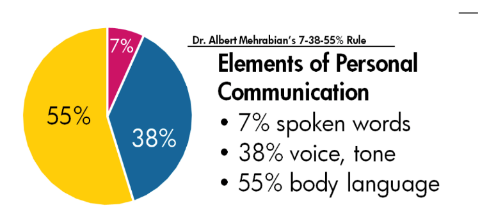 Dr. Albert Mehrabian's 7-38-55% Rule
Elements of Personal
Communication
• 7% spoken words
• 38% voice, tone
• 55% body language
7%
38%
55%